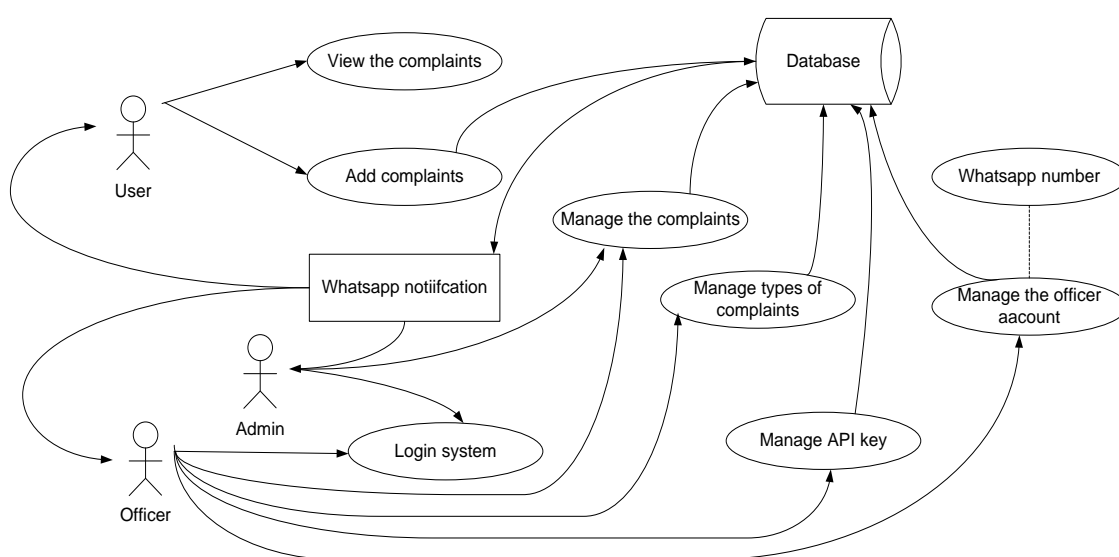 View the complaints
Database
User
Add complaints
Whatsapp number
Manage the complaints
Whatsapp notiifcation
Manage types of
complaints
Manage the officer
aacount
Admin
Login system
Manage API key
Officer